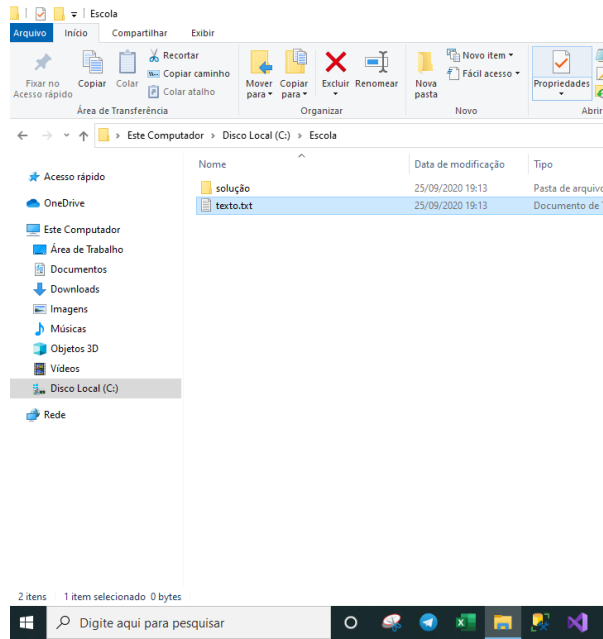 Escola
Arquivo Início Compartilhar Exibir
Fixar no Acesso rápido
Copiar
Colar
Recortar
Copiar caminho
Colar atalho
Mover para
Copiar para
Excluir
Renomear
Nova pasta
Novo item
Fácil acesso
Propriedades
Área de Transferência Organizar Novo Abrir
Este Computador > Disco Local (C:) > Escola
Nome Data de modificação Tipo
solução 25/09/2020 19:13 Pasta de arquivo
texto.txt 25/09/2020 19:13 Documento de
Acesso rápido
OneDrive
Este Computador
Área de Trabalho
Documentos
Downloads
Imagens
Músicas
Objetos 3D
Vídeos
Disco Local (C:)
Rede
2 itens 1 item selecionado 0 bytes
Digite aqui para pesquisar